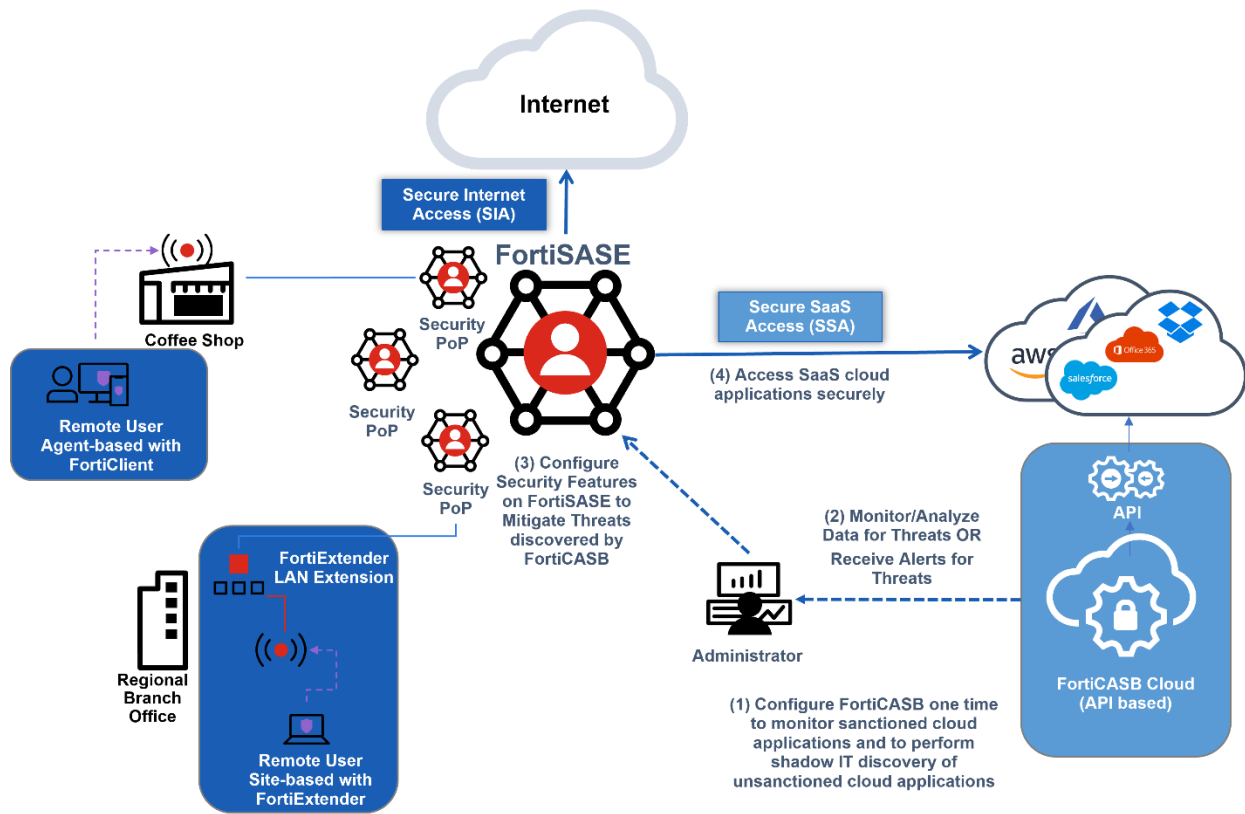 Internet
Secure Internet
Access (SIA)
FortiSASE
Coffee Shop
Security
PoP
Security
PoP
Security
PoP
Secure SaaS
Access (SSA)
(4) Access SaaS cloud
applications securely
aws
Office 365
salesforce
Remote User
Agent-based with
FortiClient
(3) Configure
Security Features
on FortiSASE to
Mitigate Threats
discovered by
FortiCASB
API
(2) Monitor/Analyze
Data for Threats OR
Receive Alerts for
Threats
FortiExtender
LAN Extension
Regional
Branch
Office
Remote User
Site-based with
FortiExtender
Administrator
FortiCASB Cloud
(API based)
(1) Configure FortiCASB one time
to monitor sanctioned cloud
applications and to perform
shadow IT discovery of
unsanctioned cloud applications